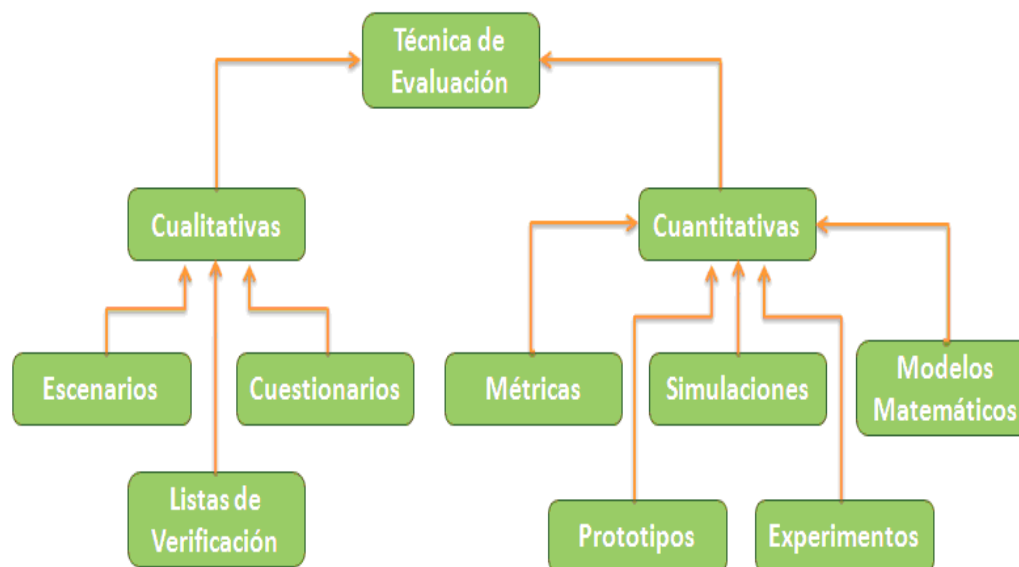 Técnica de
Evaluación
Cualitativas
Cuantitativas
Escenarios
Cuestionarios
Métricas
Simulaciones
Modelos
Matemáticos
Listas de
Verificación
Prototipos
Experimentos